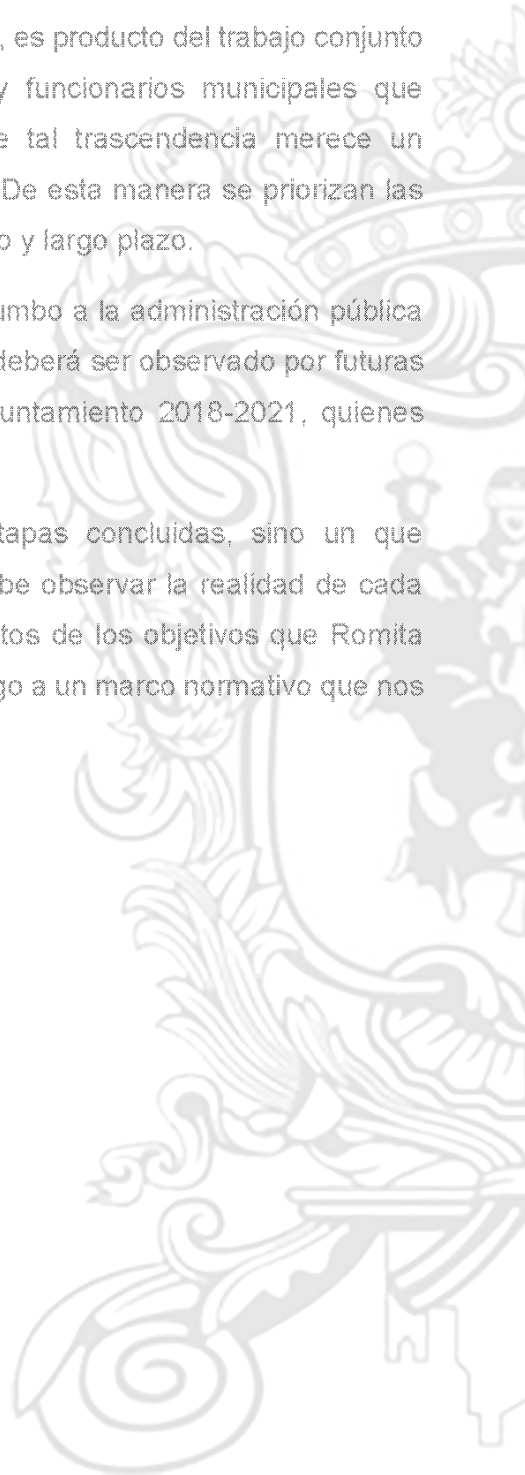 , es producto del trabajo conjunto
y funcionarios municipales que
e tal trascendencia merece un
De esta manera se priorizan las
o y largo plazo.
umbo a la administración pública
deberá ser observado por futuras
untamiento 2018-2021, quienes
tapas concluidas, sino un que
be observar la realidad de cada
tos de los objetivos que Romita
go a un marco normativo que nos